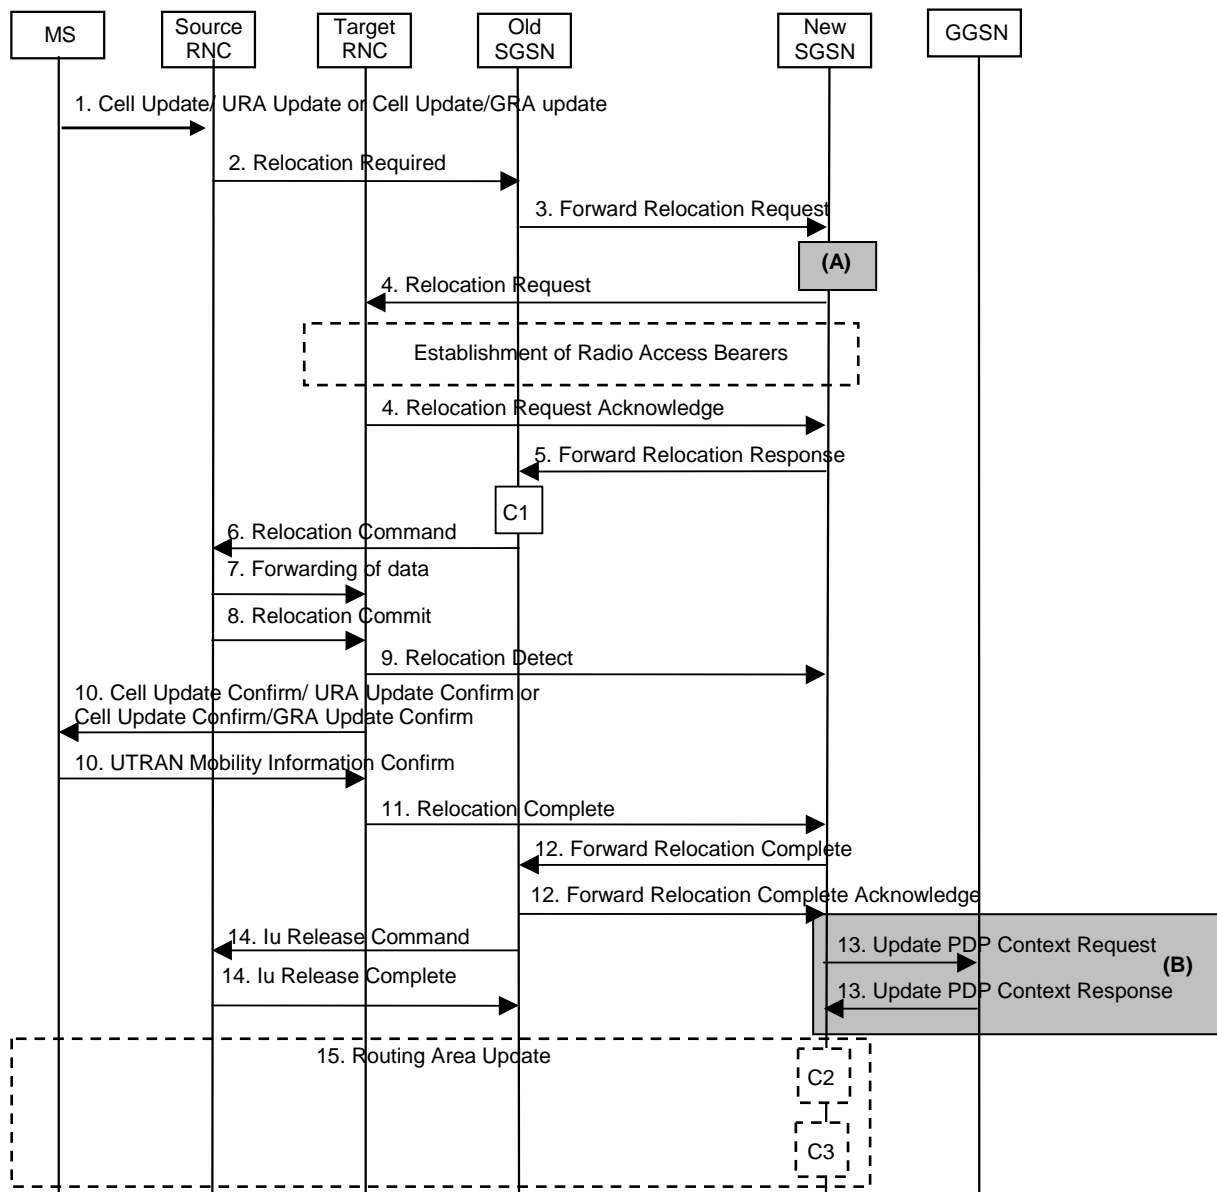 MS
Source
RNC
Target
RNC
Old
SGSN
New
SGSN
GGSN
1. Cell Update/ URA Update or Cell Update/GRA update
2. Relocation Required
3. Forward Relocation Request
(A)
4. Relocation Request
Establishment of Radio Access Bearers
4. Relocation Request Acknowledge
5. Forward Relocation Response
C1
6. Relocation Command
7. Forwarding of data
8. Relocation Commit
9. Relocation Detect
10. Cell Update Confirm/ URA Update Confirm or
Cell Update Confirm/GRA Update Confirm
10. UTRAN Mobility Information Confirm
11. Relocation Complete
12. Forward Relocation Complete
12. Forward Relocation Complete Acknowledge
14. Iu Release Command
13. Update PDP Context Request
(B)
14. Iu Release Complete
13. Update PDP Context Response
15. Routing Area Update
C2
C3